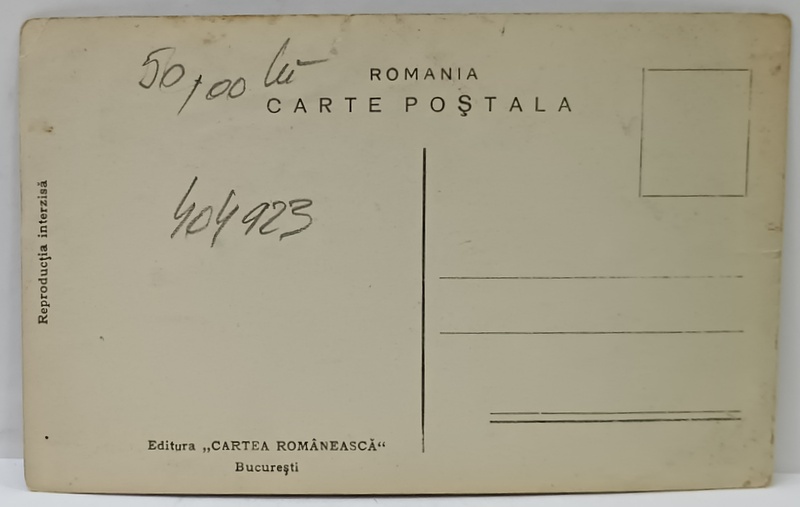 50,00 lei
ROMANIA
CARTE POŞTALA
404923
Reproducţia interzisă
Editura „CARTEA ROMÂNEASCĂ“
Bucureşti